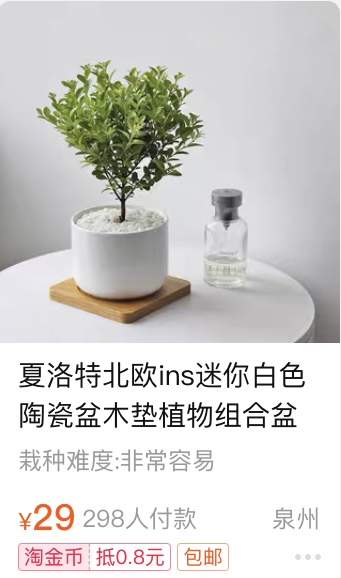 夏洛特北欧ins迷你白色
陶瓷盆木垫植物组合盆
栽种难度:非常容易
¥29 298人付款 泉州
淘金币 抵0.8元 包邮